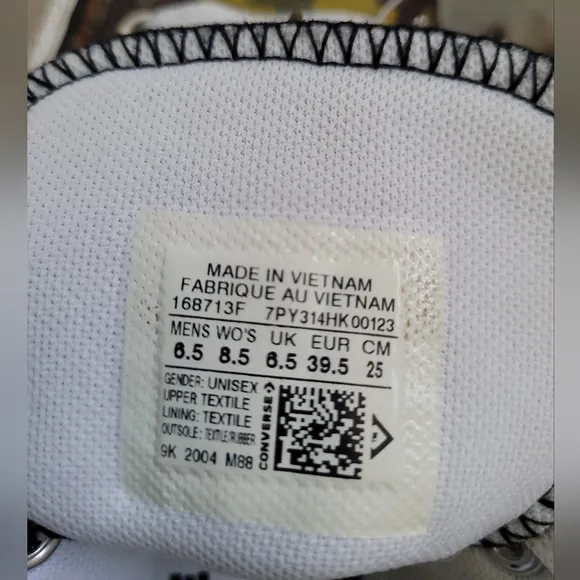 MADE IN VIETNAM
FABRIQUE AU VIETNAM
168713F 7PY314HK00123
MENS WO'S UK EUR CM
6.5 8.5 6.5 39.5 25
GENDER: UNISEX
UPPER TEXTILE
LINING: TEXTILE
OUTSOLE: TEXTILE/RUBBER
9K 2004 M88
CONVERSE